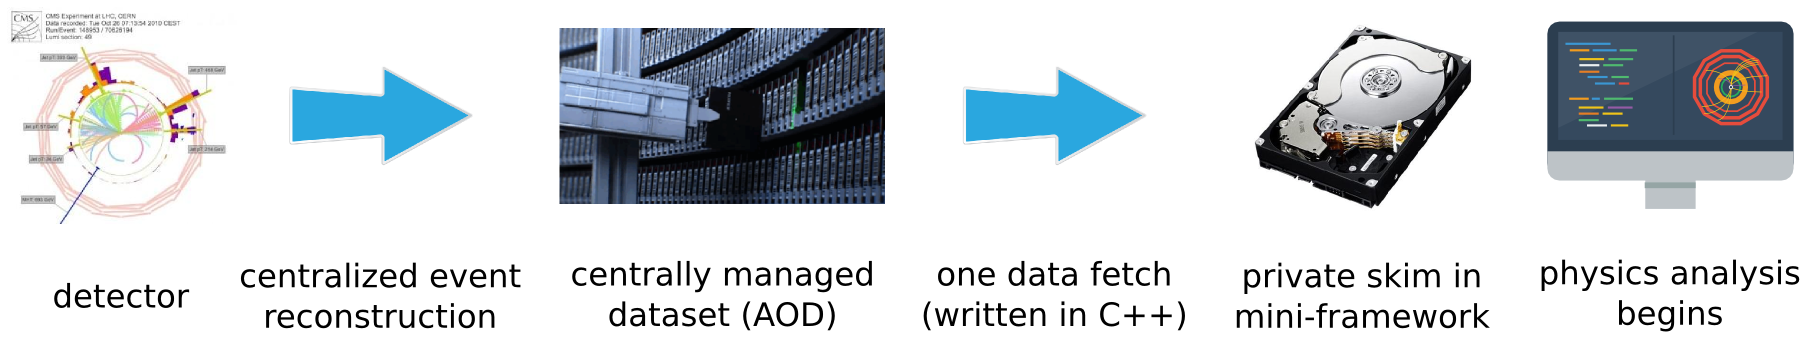 CMS
CMS Experiment at LHC, CERN
Data recorded: Tue Oct 26 07:13:54 2010 CEST
Run/Event: 148953 / 70626194
Lumi section: 49
detector
centralized event
reconstruction
centrally managed
dataset (AOD)
one data fetch
(written in C++)
private skim in
mini-framework
physics analysis
begins